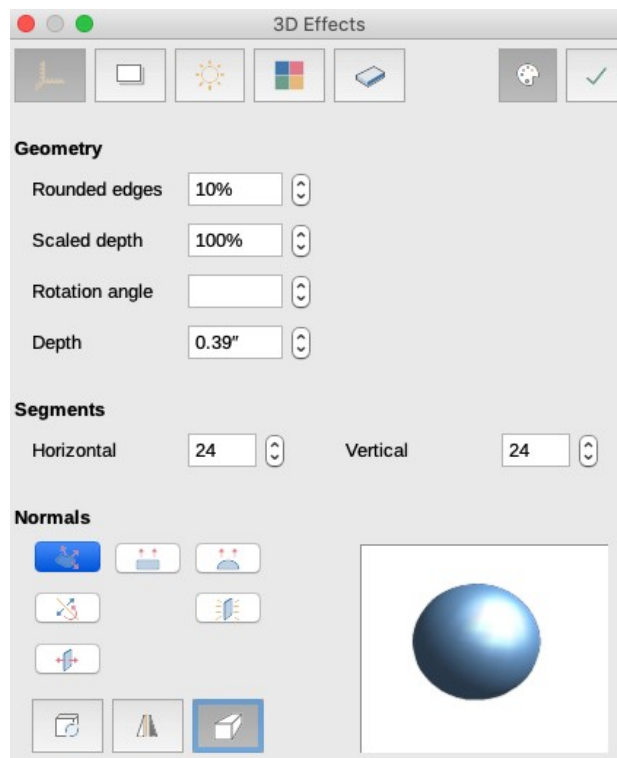 3D Effects
Geometry
Rounded edges 10%
Scaled depth 100%
Rotation angle
Depth 0.39″
Segments
Horizontal 24 Vertical 24
Normals